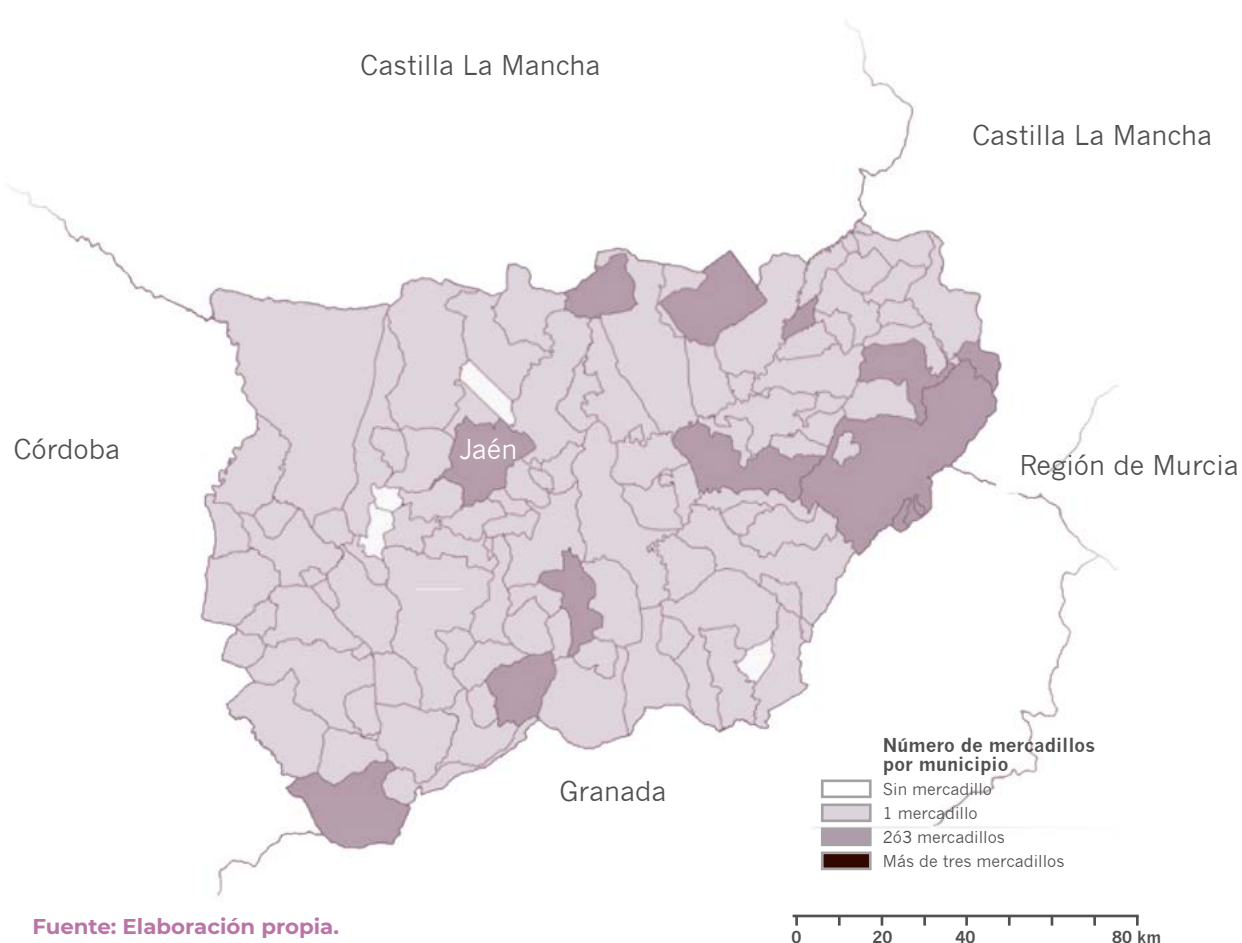 Castilla La Mancha
Castilla La Mancha
Córdoba
Jaén
Región de Murcia
Granada
Número de mercadillos
por municipio
Sin mercadillo
1 mercadillo
2ó3 mercadillos
Más de tres mercadillos
Fuente: Elaboración propia.
0 20 40 80 km